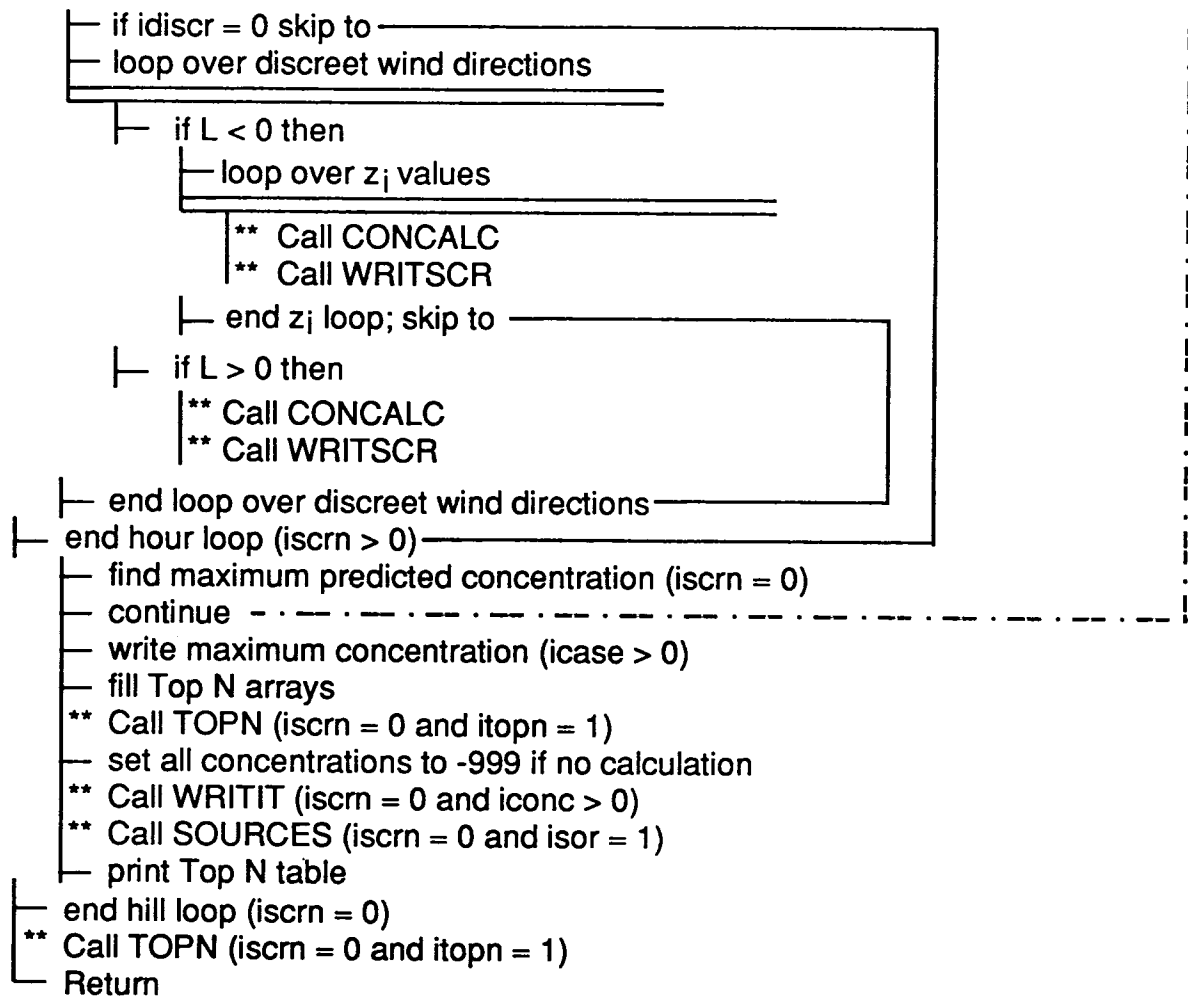 if idiscr = 0 skip to
loop over discreet wind directions
if L < 0 then
loop over zi values
** Call CONCALC
** Call WRITSCR
end zi loop; skip to
if L > 0 then
** Call CONCALC
** Call WRITSCR
end loop over discreet wind directions
end hour loop (iscrn > 0)
find maximum predicted concentration (iscrn = 0)
continue
write maximum concentration (icase > 0)
fill Top N arrays
** Call TOPN (iscrn = 0 and itopn = 1)
set all concentrations to -999 if no calculation
** Call WRITIT (iscrn = 0 and iconc > 0)
** Call SOURCES (iscrn = 0 and isor = 1)
print Top N table
end hill loop (iscrn = 0)
** Call TOPN (iscrn = 0 and itopn = 1)
Return